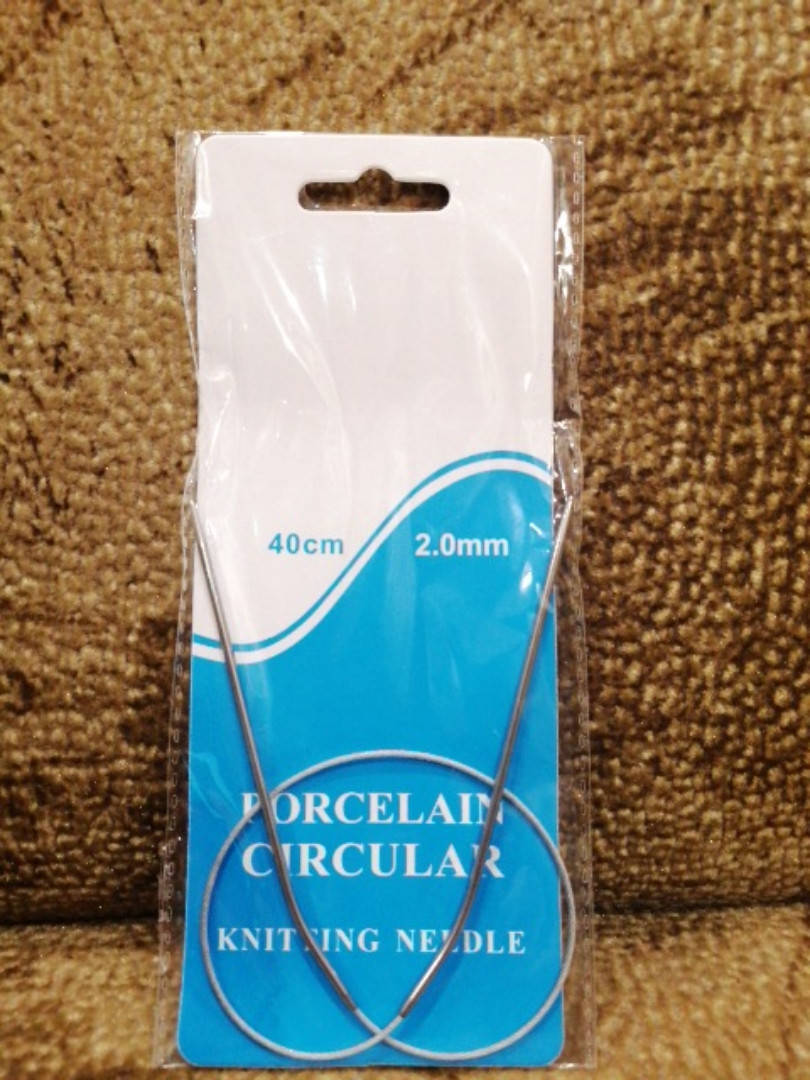 40cm 2.0mm
PORCELAIN
CIRCULAR
KNITTING NEEDLE